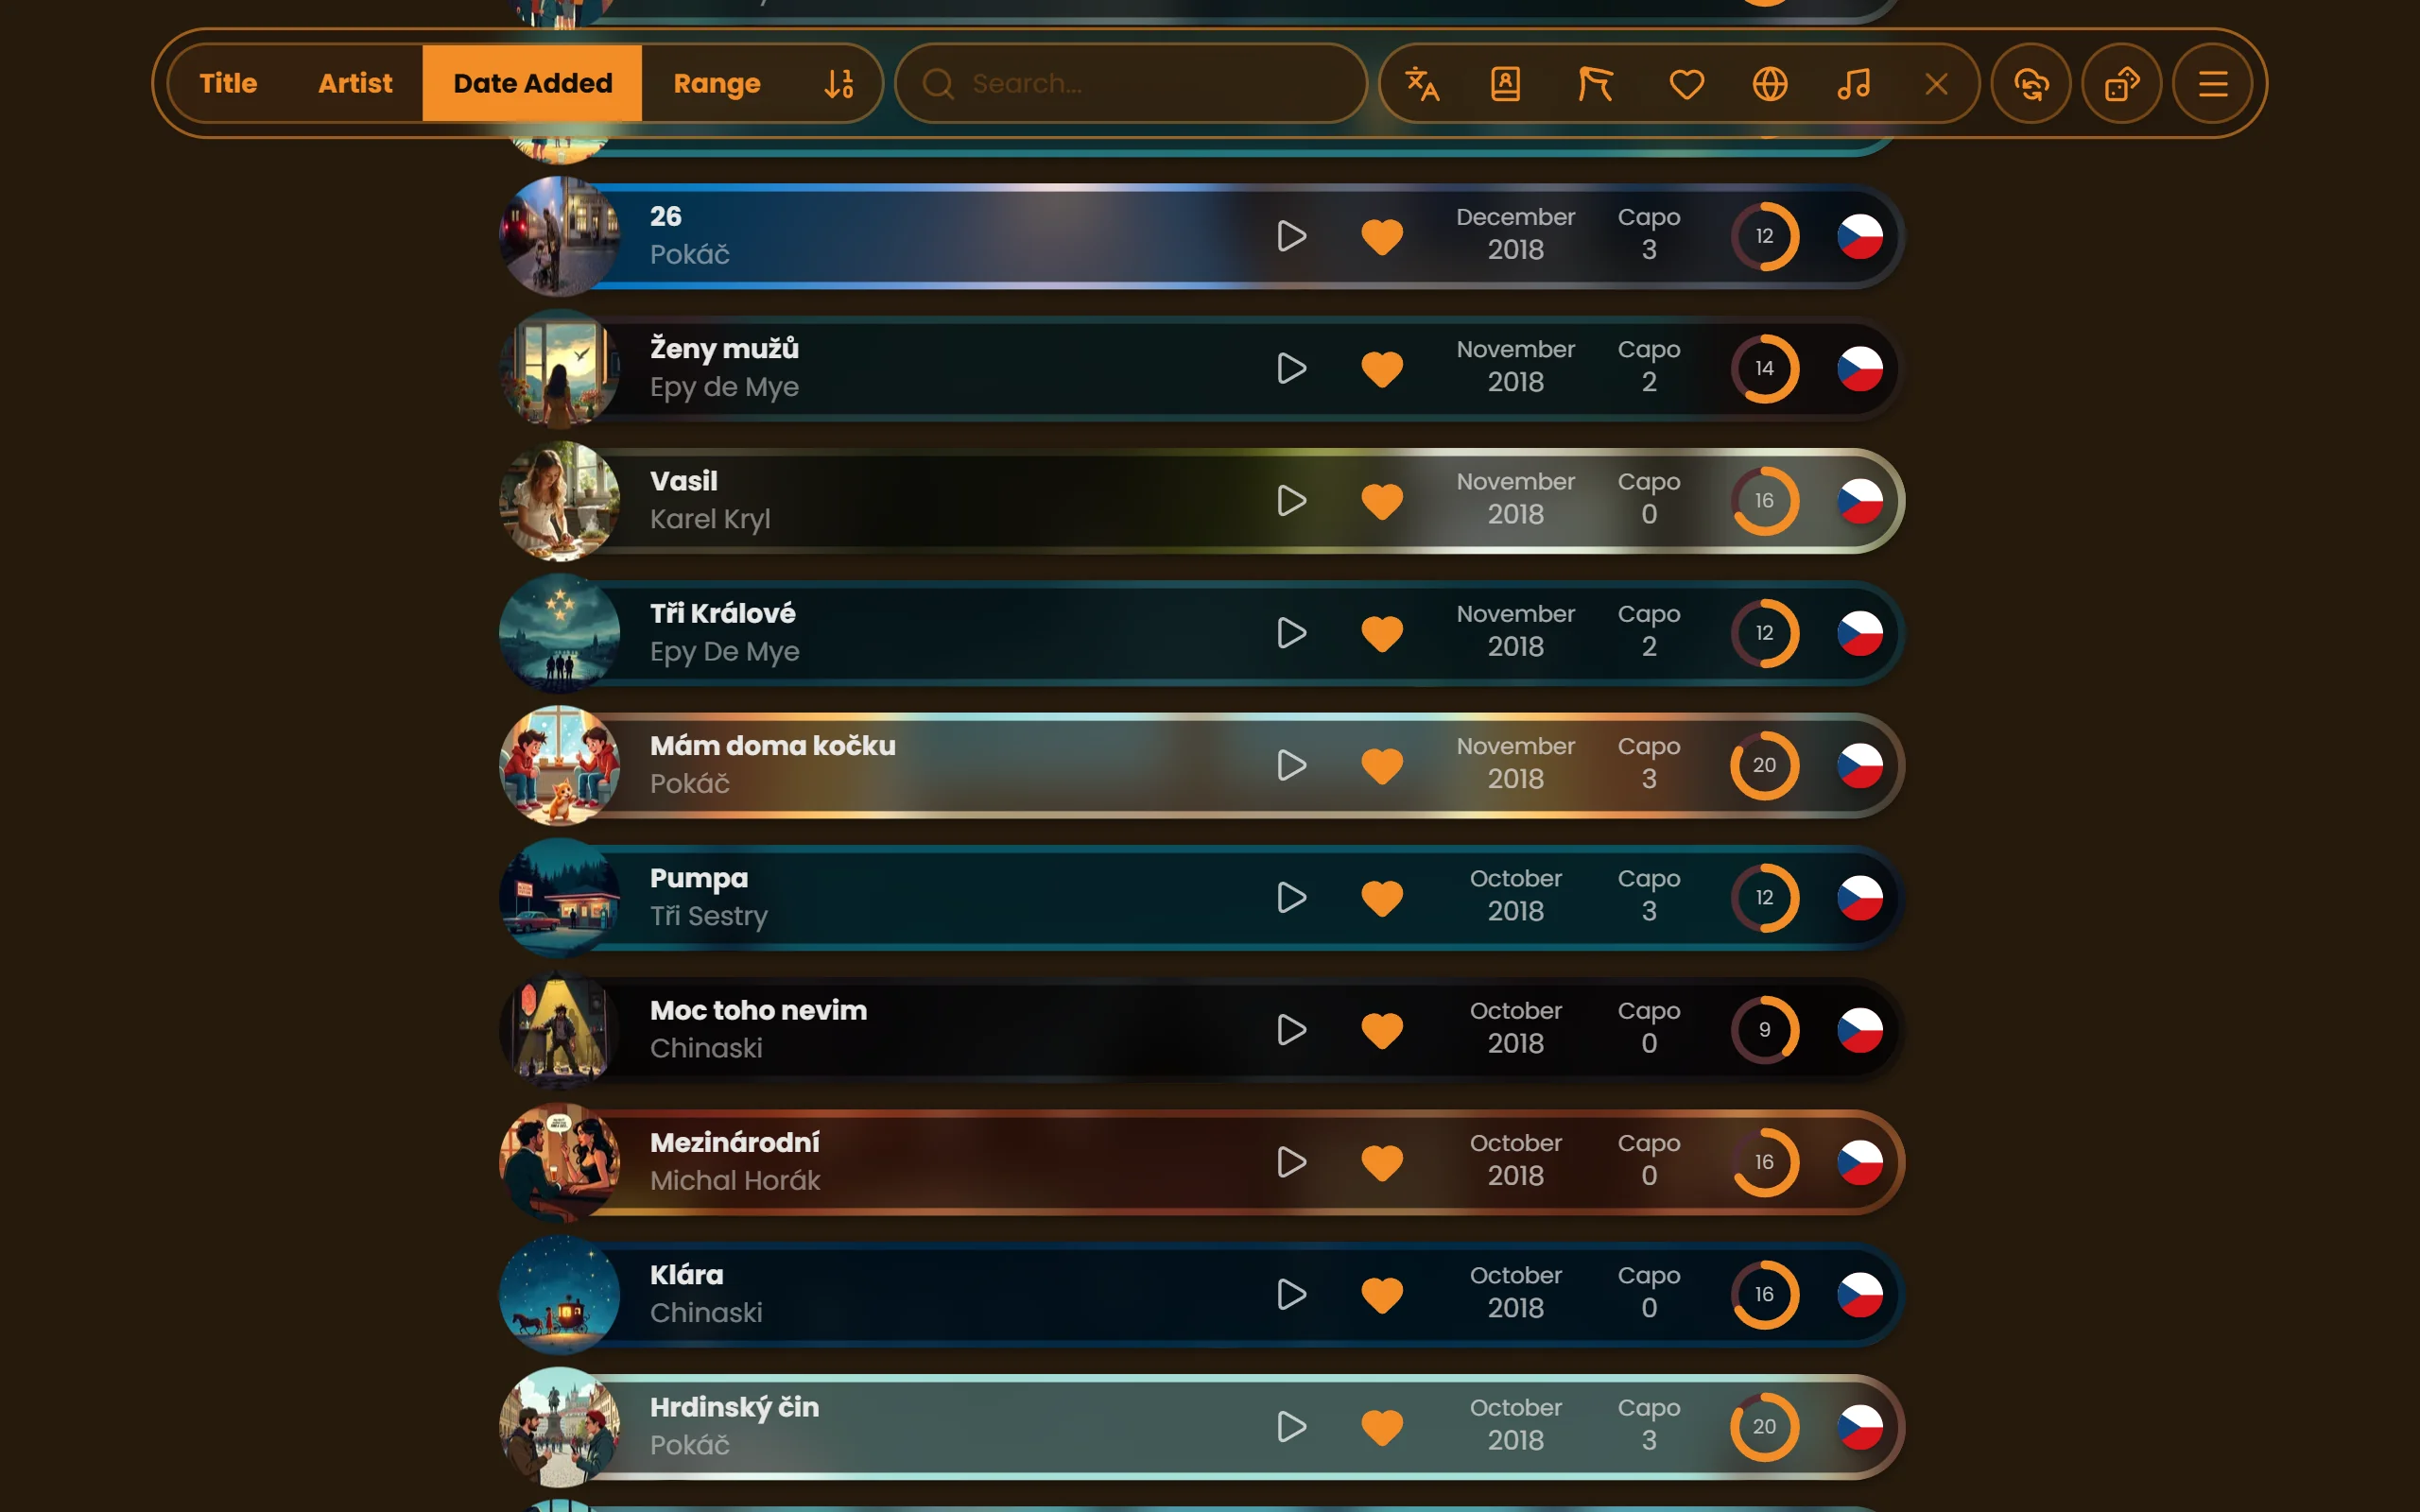 Title Artist Date Added Range Search...
26
Pokáč
December 2018
Capo 3
12
Ženy mužů
Epy de Mye
November 2018
Capo 2
14
Vasil
Karel Kryl
November 2018
Capo 0
16
Tři Králové
Epy De Mye
November 2018
Capo 2
12
Mám doma kočku
Pokáč
November 2018
Capo 3
20
Pumpa
Tři Sestry
October 2018
Capo 3
12
Moc toho nevim
Chinaski
October 2018
Capo 0
9
Mezinárodní
Michal Horák
October 2018
Capo 0
16
Klára
Chinaski
October 2018
Capo 0
16
Hrdinský čin
Pokáč
October 2018
Capo 3
20